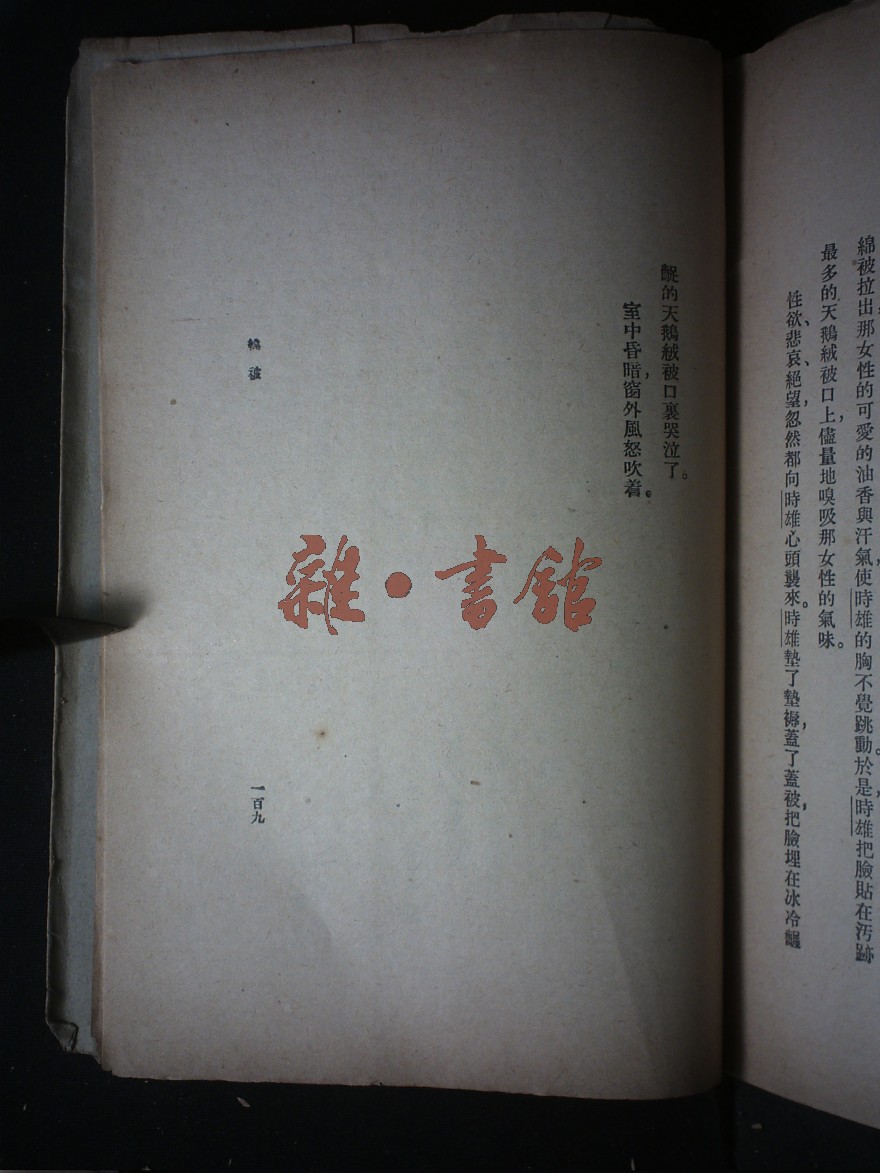 綿被拉出,那女性的可愛的油香與汗氣,使時雄的胸不覺跳動。於是,時雄把臉貼在汚跡
最多的天鵝絨被口上,儘量地嗅吸那女性的氣味。
性欲、悲哀、絕望,忽然都向時雄心頭襲來。時雄墊了墊褥,蓋了蓋被,把臉埋在冰冷齷
齪的天鵝絨被口裏哭泣了。
室中昏暗,窗外風怒吹着。
綿被
一百九
雜·書館